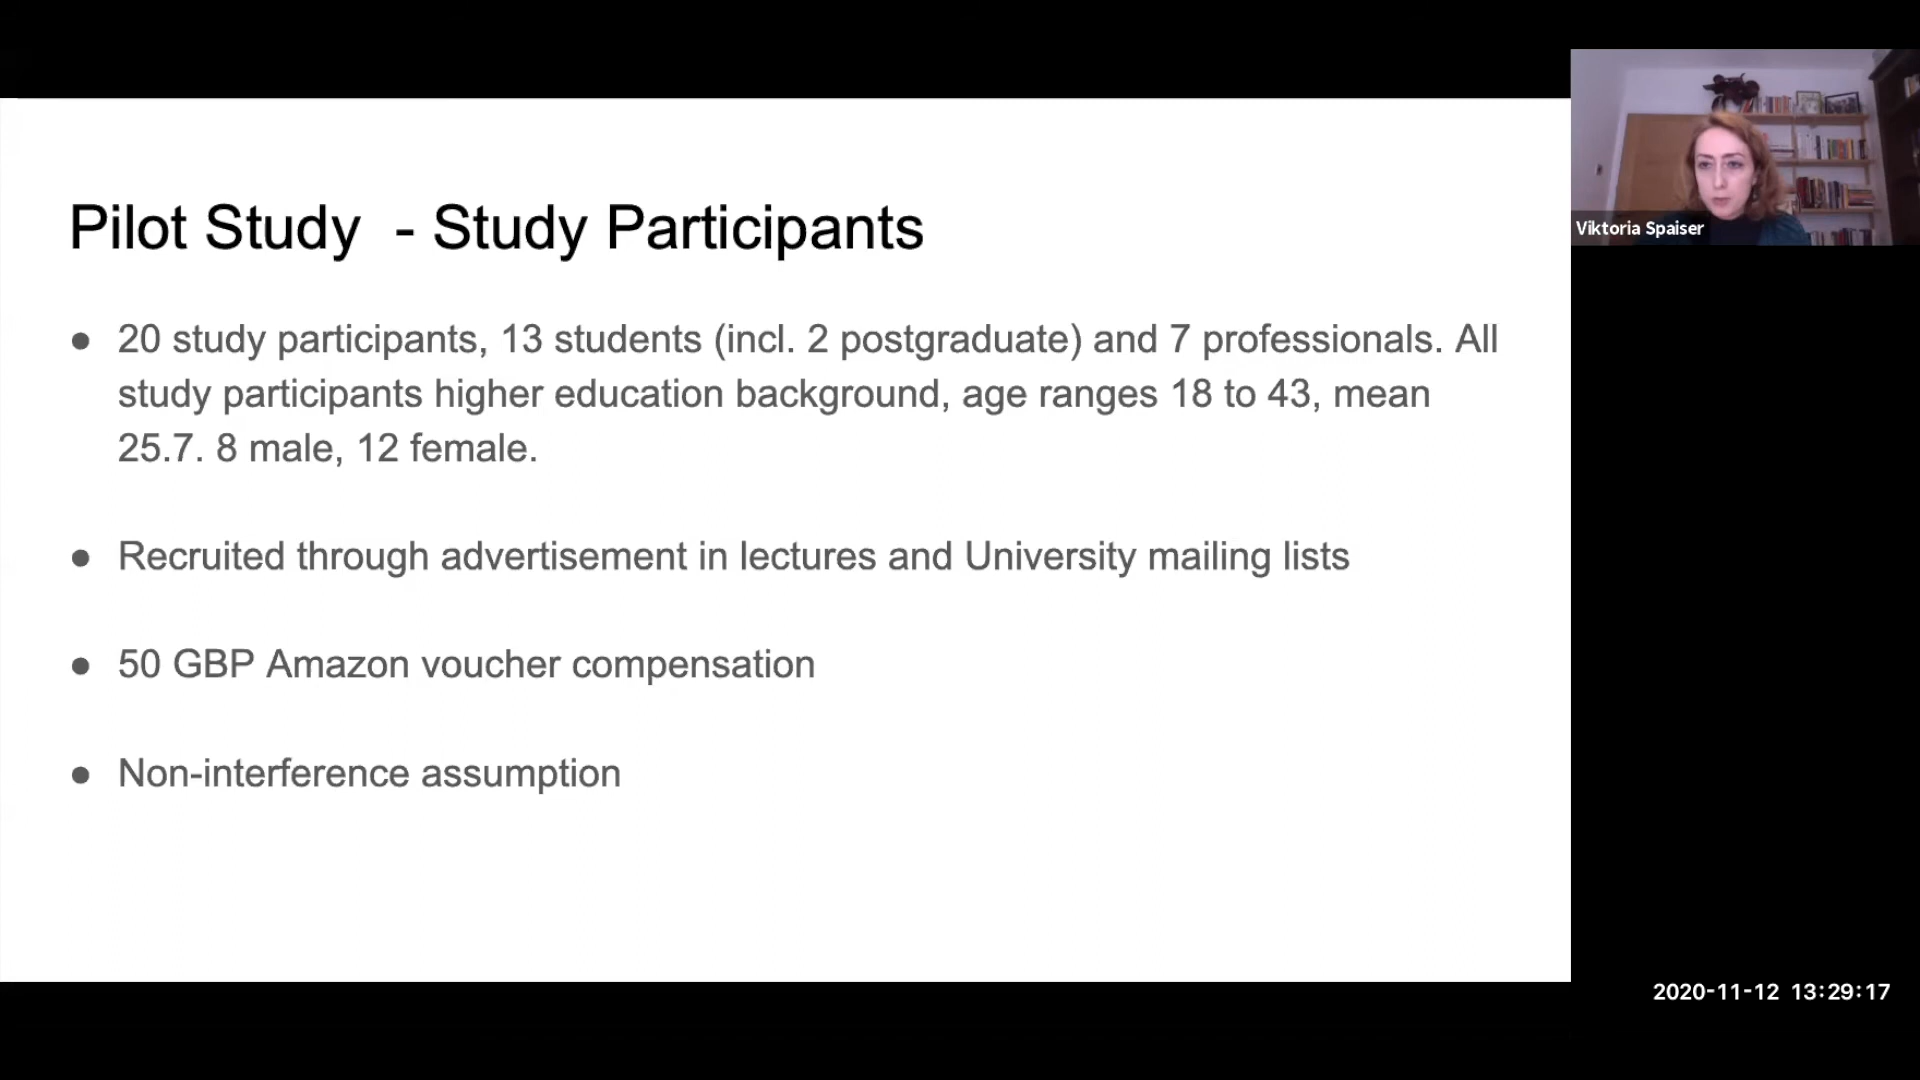 Pilot Study - Study Participants
● 20 study participants, 13 students (incl. 2 postgraduate) and 7 professionals. All
study participants higher education background, age ranges 18 to 43, mean
25.7. 8 male, 12 female.
● Recruited through advertisement in lectures and University mailing lists
● 50 GBP Amazon voucher compensation
● Non-interference assumption
Viktoria Spaiser
2020-11-12 13:29:17